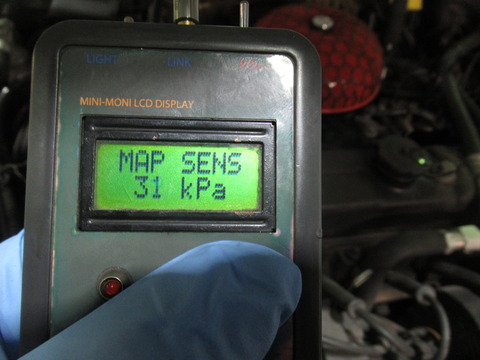 LIGHT LINK
MINI-MONI LCD DISPLAY
MAP SENS
31 kPa